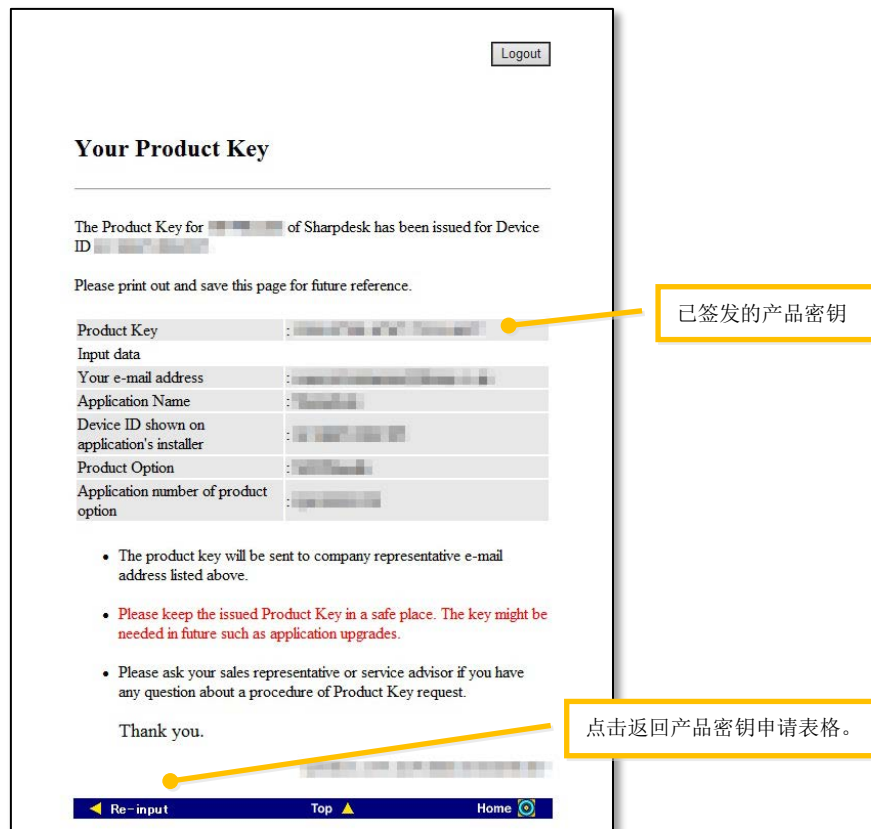 Logout
Your Product Key
The Product Key for of Sharpdesk has been issued for Device
ID
Please print out and save this page for future reference.
已签发的产品密钥
Product Key :
Input data
Your e-mail address :
Application Name :
Device ID shown on
application's installer :
Product Option :
Application number of product
option :
• The product key will be sent to company representative e-mail
address listed above.
• Please keep the issued Product Key in a safe place. The key might be
needed in future such as application upgrades.
• Please ask your sales representative or service advisor if you have
any question about a procedure of Product Key request.
点击返回产品密钥申请表格。
Thank you.
Re-input Top Home